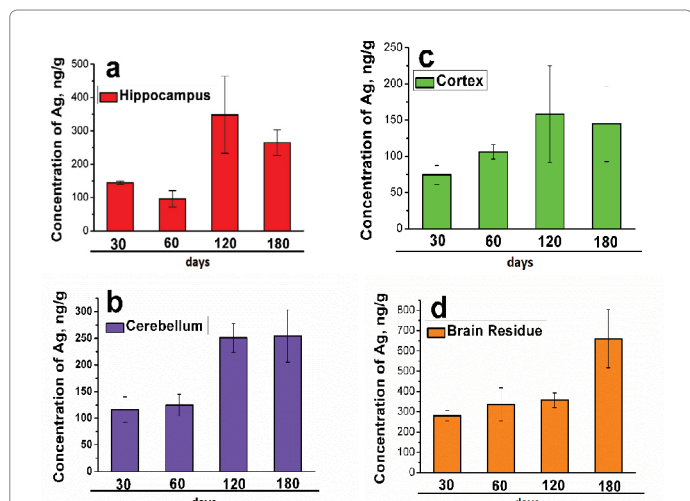 a
Hippocampus
Concentration of Ag, ng/g
500
400
300
200
100
0
30 60 120 180
days
c
Cortex
Concentration of Ag, ng/g
250
200
150
100
50
0
30 60 120 180
days
b
Cerebellum
Concentration of Ag, ng/g
300
250
200
150
100
50
0
30 60 120 180
days
d
Brain Residue
Concentration of Ag, ng/g
800
700
600
500
400
300
200
100
0
30 60 120 180
days